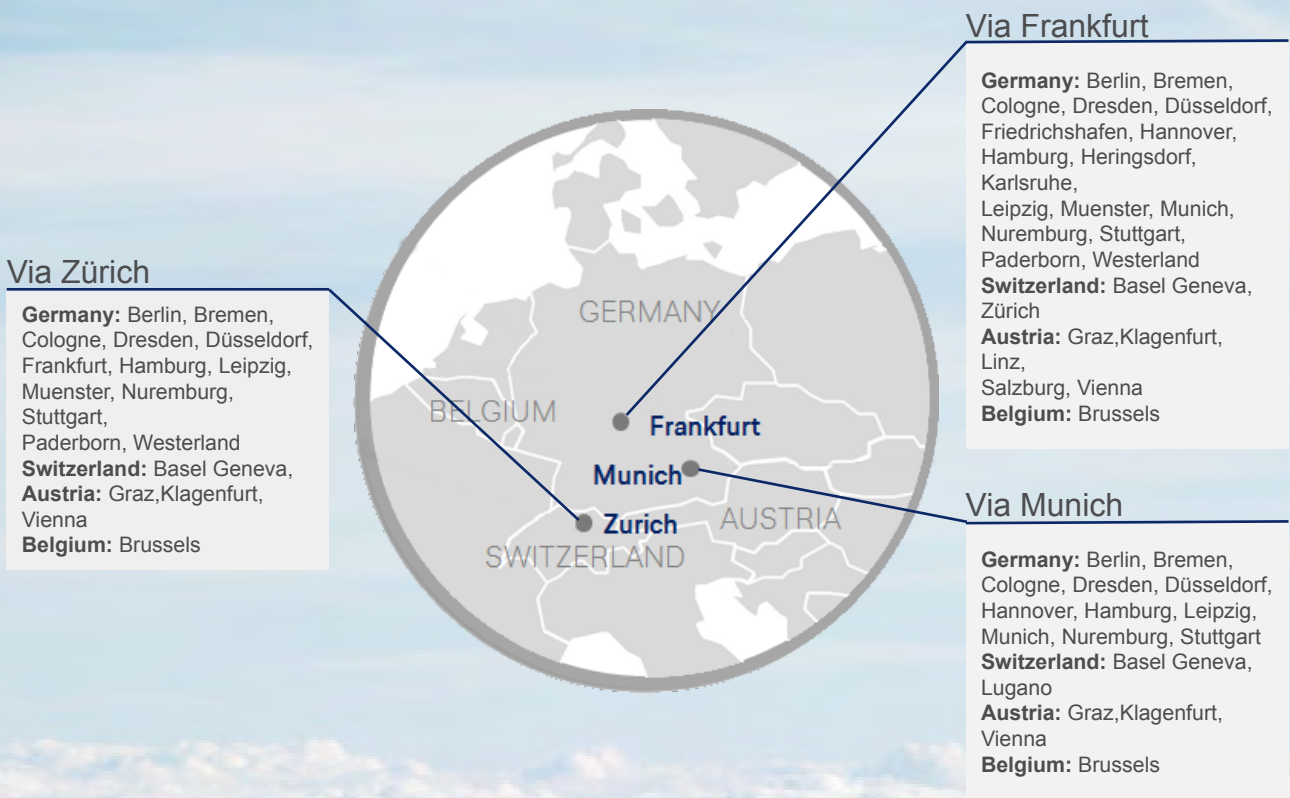 Via Frankfurt
Germany: Berlin, Bremen,
Cologne, Dresden, Düsseldorf,
Friedrichshafen, Hannover,
Hamburg, Heringsdorf,
Karlsruhe,
Leipzig, Muenster, Munich,
Nuremburg, Stuttgart,
Paderborn, Westerland
Switzerland: Basel Geneva,
Zürich
Austria: Graz,Klagenfurt,
Linz,
Salzburg, Vienna
Belgium: Brussels
Via Zürich
Germany: Berlin, Bremen,
Cologne, Dresden, Düsseldorf,
Frankfurt, Hamburg, Leipzig,
Muenster, Nuremburg,
Stuttgart,
Paderborn, Westerland
Switzerland: Basel Geneva,
Austria: Graz,Klagenfurt,
Vienna
Belgium: Brussels
GERMANY
BELGIUM
Frankfurt
Munich
Zurich
AUSTRIA
SWITZERLAND
Via Munich
Germany: Berlin, Bremen,
Cologne, Dresden, Düsseldorf,
Hannover, Hamburg, Leipzig,
Munich, Nuremburg, Stuttgart
Switzerland: Basel Geneva,
Lugano
Austria: Graz,Klagenfurt,
Vienna
Belgium: Brussels